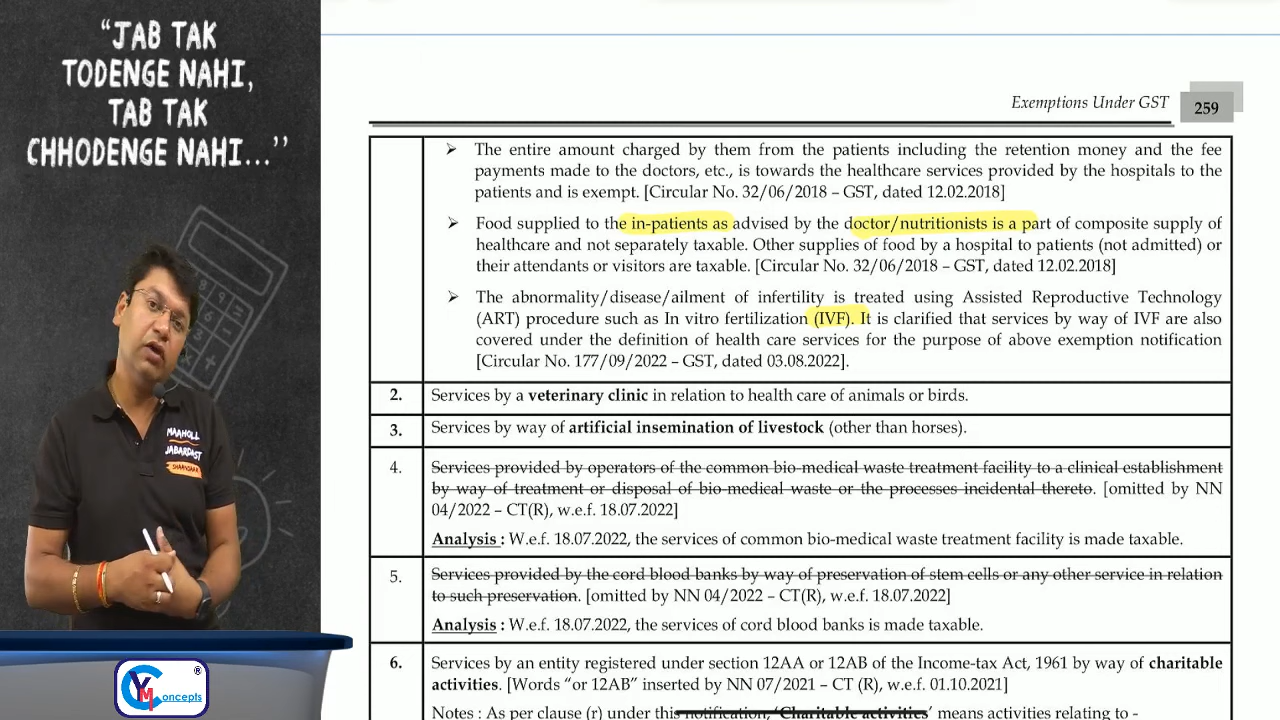 “JAB TAK
TODENGE NAHI,
TAB TAK
CHHODENGE NAHI...’’
MAAHOLL
JABARDAST
SHAANDAAR
CYM
Concepts
®
Exemptions Under GST
259
➢ The entire amount charged by them from the patients including the retention money and the fee
payments made to the doctors, etc., is towards the healthcare services provided by the hospitals to the
patients and is exempt. [Circular No. 32/06/2018 – GST, dated 12.02.2018]
➢ Food supplied to the in-patients as advised by the doctor/nutritionists is a part of composite supply of
healthcare and not separately taxable. Other supplies of food by a hospital to patients (not admitted) or
their attendants or visitors are taxable. [Circular No. 32/06/2018 – GST, dated 12.02.2018]
➢ The abnormality/disease/ailment of infertility is treated using Assisted Reproductive Technology
(ART) procedure such as In vitro fertilization (IVF). It is clarified that services by way of IVF are also
covered under the definition of health care services for the purpose of above exemption notification
[Circular No. 177/09/2022 – GST, dated 03.08.2022].
2. Services by a veterinary clinic in relation to health care of animals or birds.
3. Services by way of artificial insemination of livestock (other than horses).
4. Services provided by operators of the common bio-medical waste treatment facility to a clinical establishment
by way of treatment or disposal of bio-medical waste or the processes incidental thereto. [omitted by NN
04/2022 – CT(R), w.e.f. 18.07.2022]
Analysis : W.e.f. 18.07.2022, the services of common bio-medical waste treatment facility is made taxable.
5. Services provided by the cord blood banks by way of preservation of stem cells or any other service in relation
to such preservation. [omitted by NN 04/2022 – CT(R), w.e.f. 18.07.2022]
Analysis : W.e.f. 18.07.2022, the services of cord blood banks is made taxable.
6. Services by an entity registered under section 12AA or 12AB of the Income-tax Act, 1961 by way of charitable
activities. [Words “or 12AB” inserted by NN 07/2021 – CT (R), w.e.f. 01.10.2021]
Notes : As per clause (r) under this notification, ‘Charitable activities’ means activities relating to -